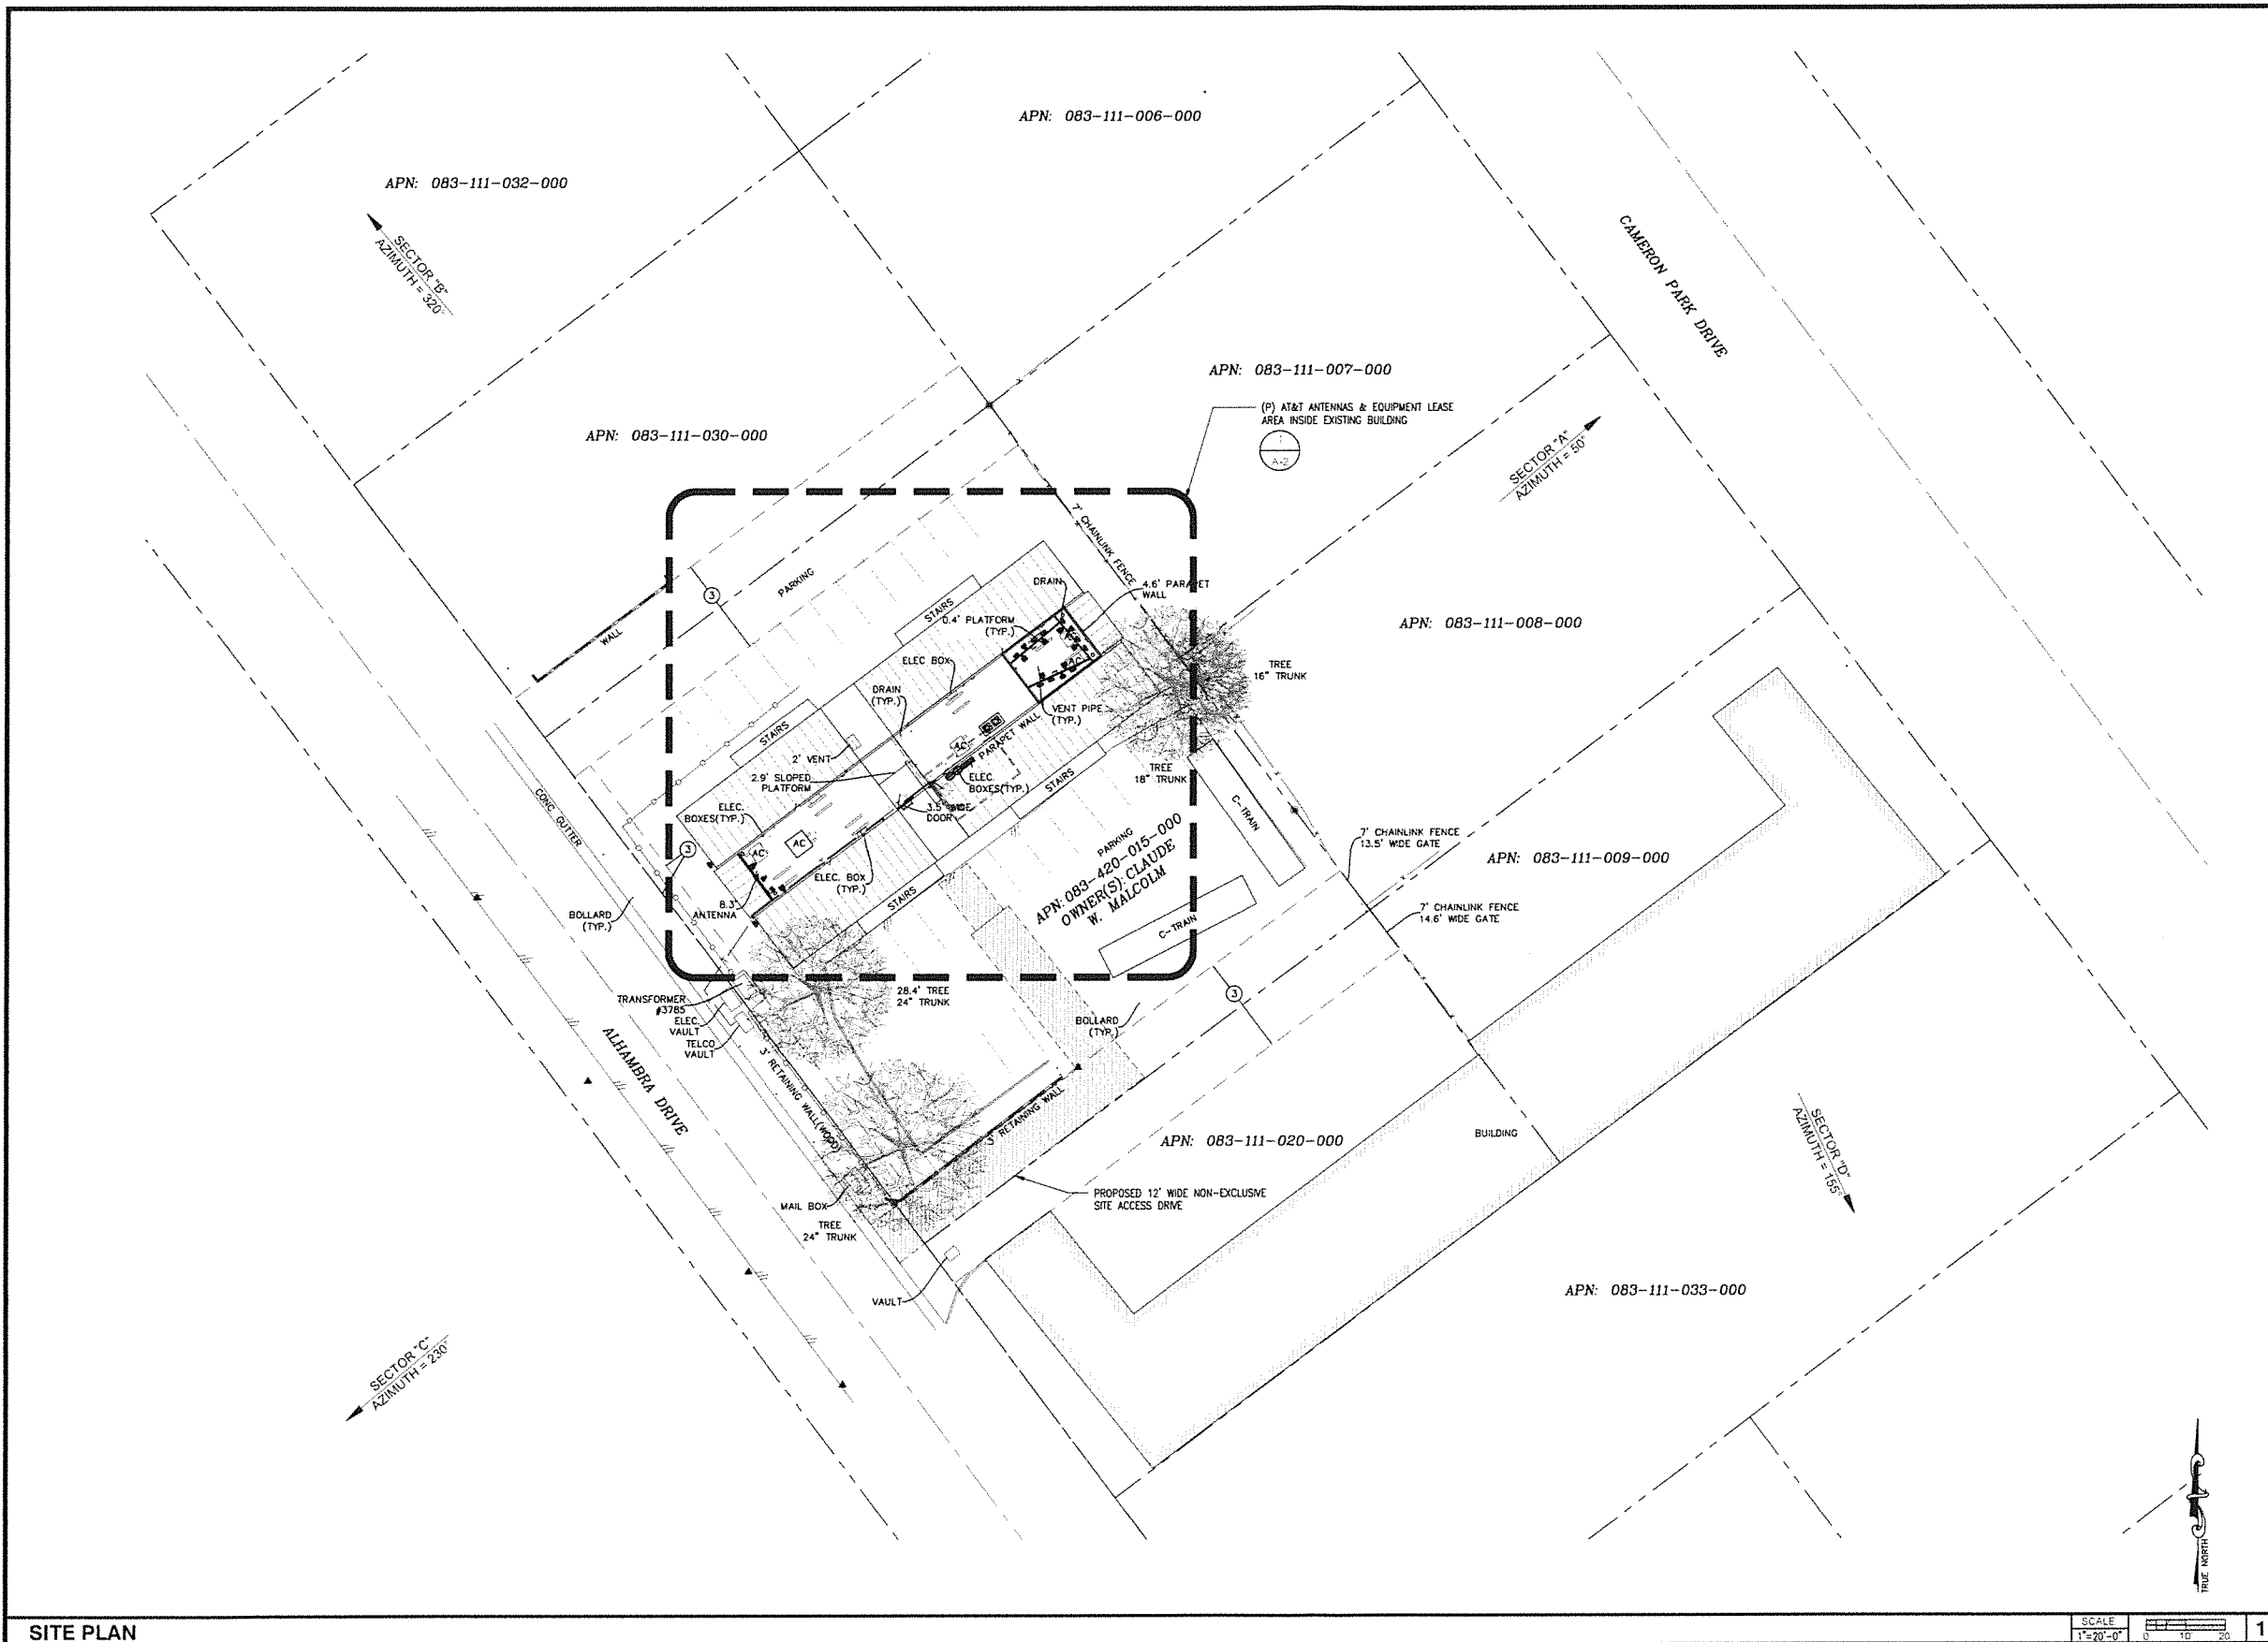 APN: 083-111-006-000
APN: 083-111-032-000
SECTOR "B"
AZIMUTH = 320°
CAMERON PARK DRIVE
APN: 083-111-007-000
(P) AT&T ANTENNAS & EQUIPMENT LEASE
AREA INSIDE EXISTING BUILDING
1
A-2
APN: 083-111-030-000
SECTOR "A"
AZIMUTH = 50°
7' CHAINLINK FENCE
PARKING
3
WALL
DRAIN
4.6' PARAPET
WALL
STAIRS
0.4' PLATFORM
(TYP.)
APN: 083-111-008-000
ELEC BOX
TREE
16" TRUNK
DRAIN
(TYP.)
VENT PIPE
(TYP.)
AC
STAIRS
AC
PARAPET WALL
2' VENT
TREE
18" TRUNK
2.9' SLOPED
PLATFORM
ELEC.
BOXES(TYP.)
STAIRS
CONC GUTTER
ELEC.
BOXES(TYP.)
3.5' WIDE
DOOR
C-TRAIN
PARKING
APN: 083-420-015-000
OWNER(S): CLAUDE
W. MALCOLM
7' CHAINLINK FENCE
13.5' WIDE GATE
3
AC
AC
APN: 083-111-009-000
ELEC. BOX
(TYP.)
STAIRS
8.3'
ANTENNA
BOLLARD
(TYP.)
C-TRAIN
7' CHAINLINK FENCE
14.6' WIDE GATE
28.4' TREE
24" TRUNK
3
TRANSFORMER
#3785
ELEC.
VAULT
TELCO
VAULT
BOLLARD
(TYP.)
ALHAMBRA DRIVE
3' RETAINING WALL(WOOD)
3' RETAINING WALL
APN: 083-111-020-000
BUILDING
SECTOR "D"
AZIMUTH = 155°
PROPOSED 12' WIDE NON-EXCLUSIVE
SITE ACCESS DRIVE
MAIL BOX
TREE
24" TRUNK
VAULT
APN: 083-111-033-000
SECTOR "C"
AZIMUTH = 230°
TRUE NORTH
SITE PLAN
SCALE
1"=20'-0"
0 10' 20
1